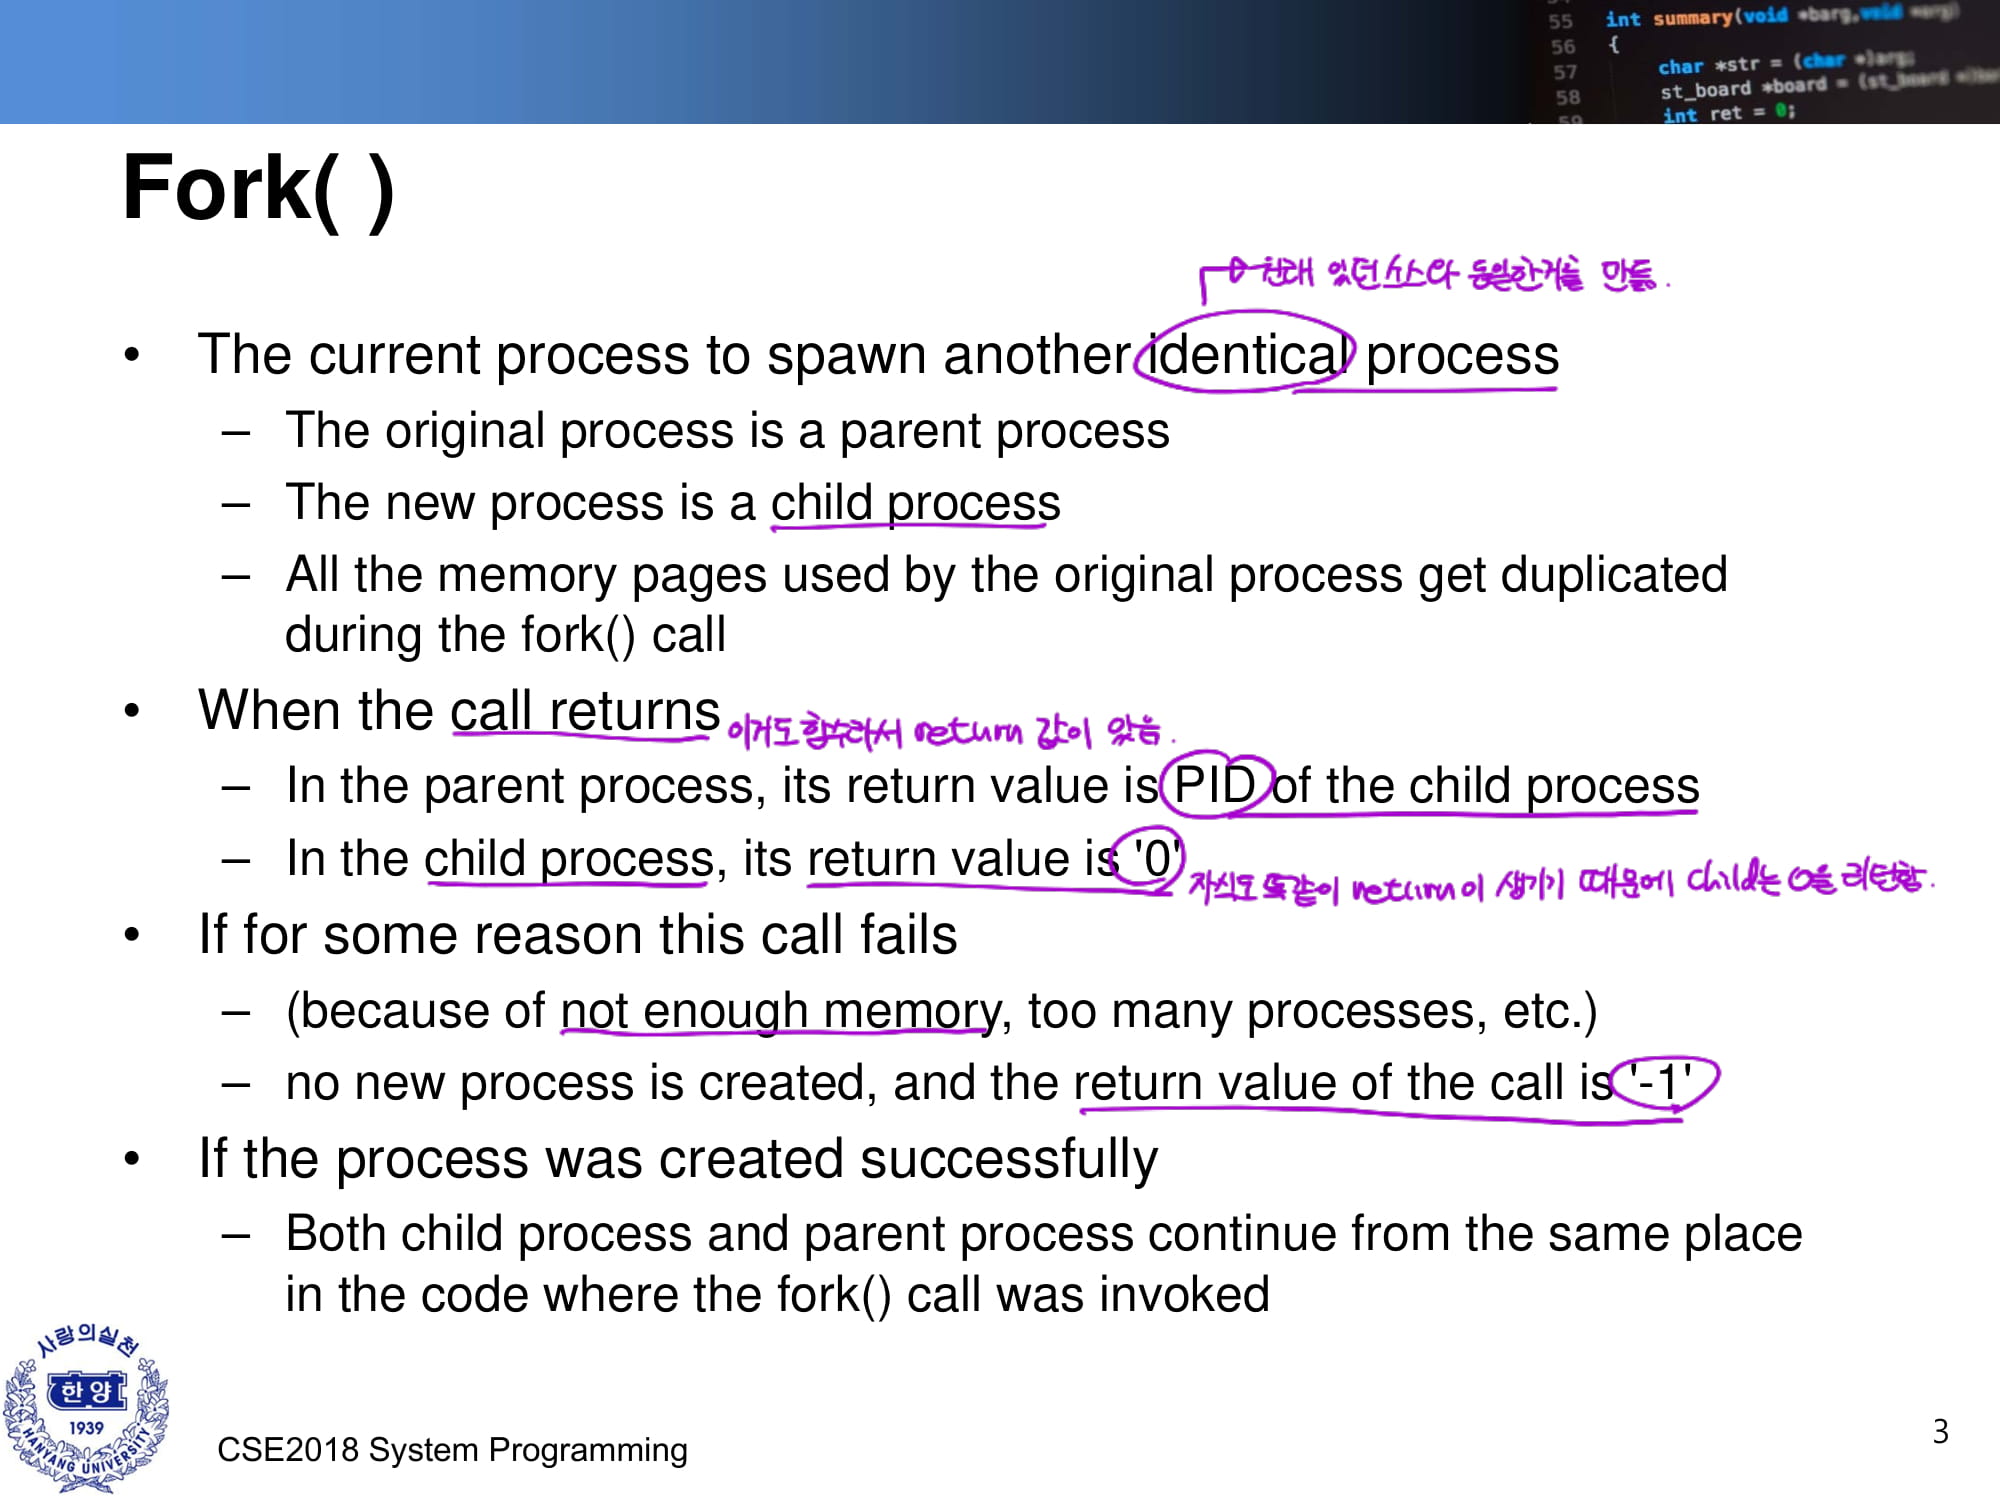 55 int summary(void *barg,void *arg)
56 {
57 char *str = (char *)arg;
58 st_board *board = (st_board *)
59 int ret = 0;
Fork( )
원래 있던 소스와 동일한거를 만듦.
• The current process to spawn another identical process
– The original process is a parent process
– The new process is a child process
– All the memory pages used by the original process get duplicated
during the fork() call
• When the call returns 이거도 함수라서 return 값이 있음.
– In the parent process, its return value is PID of the child process
– In the child process, its return value is '0' 자식도 똑같이 return이 생기기 때문에 child는 0을 리턴함.
• If for some reason this call fails
– (because of not enough memory, too many processes, etc.)
– no new process is created, and the return value of the call is '-1'
• If the process was created successfully
– Both child process and parent process continue from the same place
in the code where the fork() call was invoked
사랑의실천
한양
1939
HANYANG UNIVERSITY
CSE2018 System Programming
3